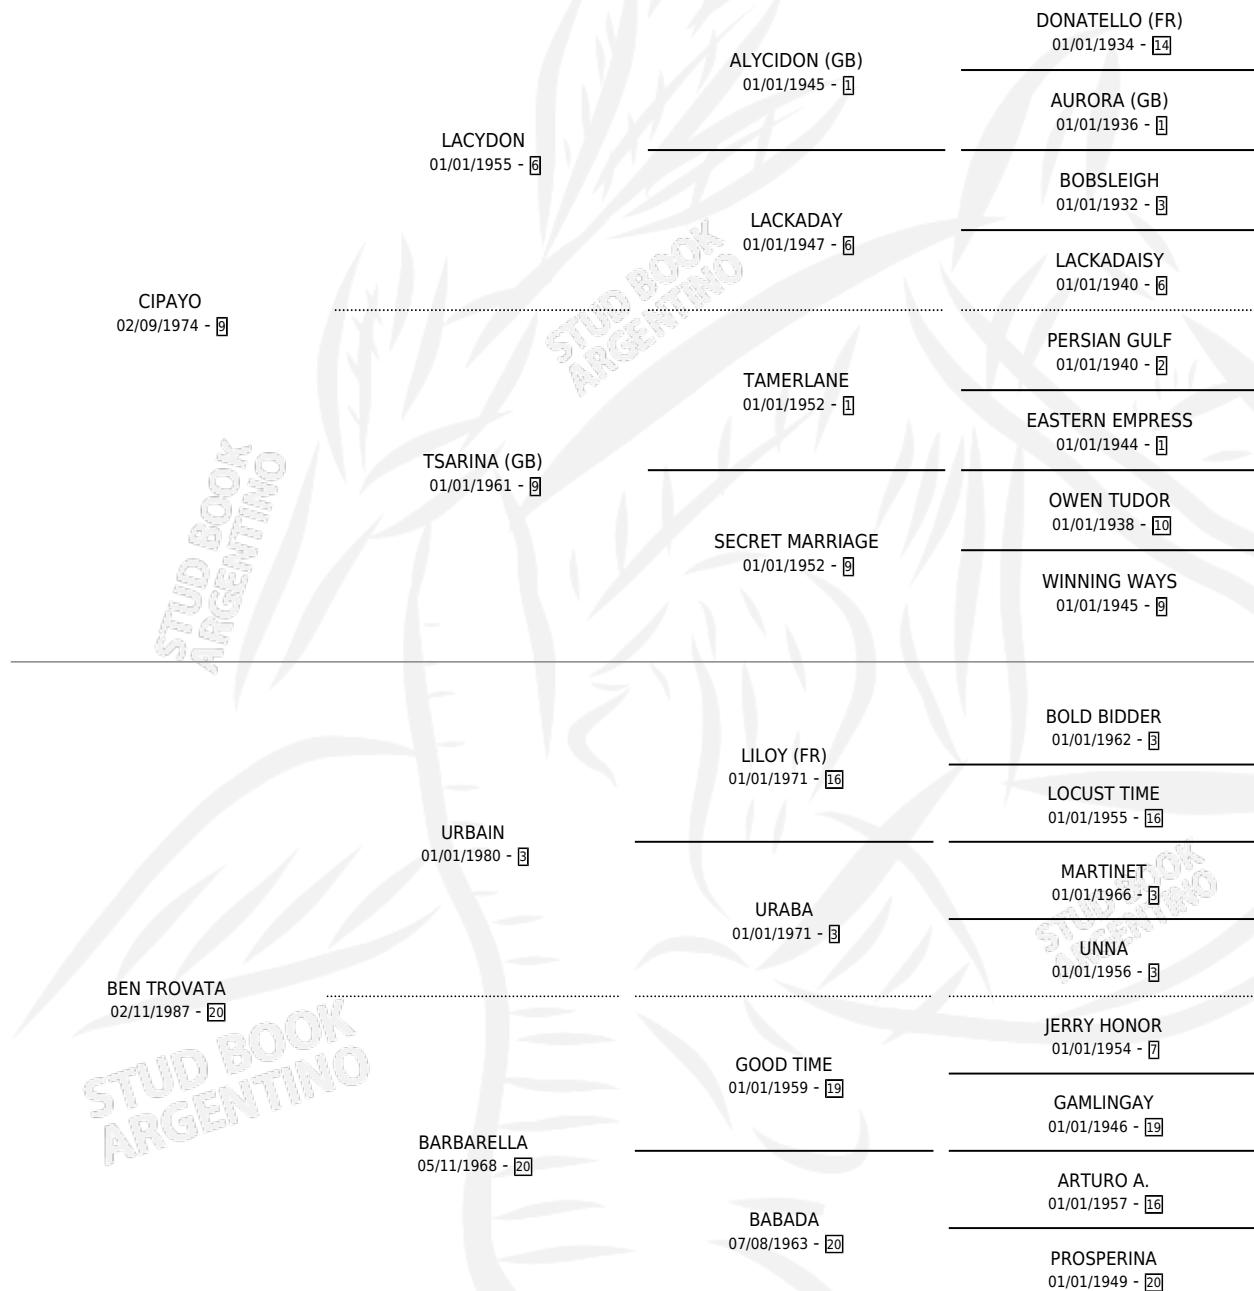 DONATELLO (FR)
01/01/1934 - 14
ALYCIDON (GB)
01/01/1945 - 1
AURORA (GB)
01/01/1936 - 1
LACYDON
01/01/1955 - 6
BOBSLEIGH
01/01/1932 - 3
LACKADAY
01/01/1947 - 6
LACKADAISY
01/01/1940 - 6
CIPAYO
02/09/1974 - 9
STUD BOOK
ARGENTINO
PERSIAN GULF
01/01/1940 - 2
TAMERLANE
01/01/1952 - 1
EASTERN EMPRESS
01/01/1944 - 1
TSARINA (GB)
01/01/1961 - 9
OWEN TUDOR
01/01/1938 - 10
SECRET MARRIAGE
01/01/1952 - 9
WINNING WAYS
01/01/1945 - 9
STUD BOOK
ARGENTINO
BOLD BIDDER
01/01/1962 - 3
LILOY (FR)
01/01/1971 - 16
LOCUST TIME
01/01/1955 - 16
URBAIN
01/01/1980 - 3
MARTINET
01/01/1966 - 3
URABA
01/01/1971 - 3
STUD BOOK
ARGENTINO
UNNA
01/01/1956 - 3
BEN TROVATA
02/11/1987 - 20
STUD BOOK
ARGENTINO
JERRY HONOR
01/01/1954 - 7
GOOD TIME
01/01/1959 - 19
GAMLINGAY
01/01/1946 - 19
BARBARELLA
05/11/1968 - 20
ARTURO A.
01/01/1957 - 16
BABADA
07/08/1963 - 20
PROSPERINA
01/01/1949 - 20